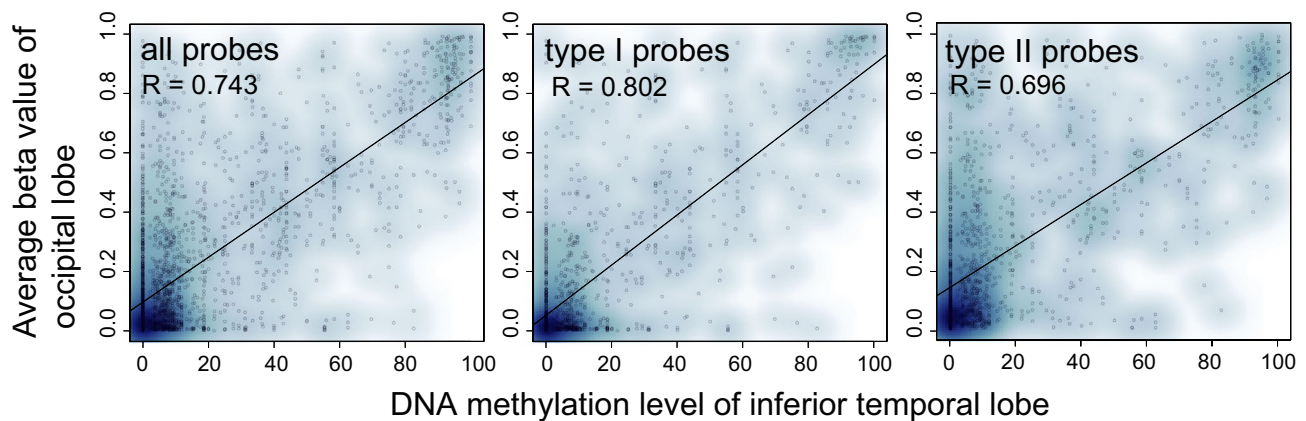 Average beta value of
occipital lobe
all probes
R = 0.743
0.0 0.2 0.4 0.6 0.8 1.0
0 20 40 60 80 100
type I probes
R = 0.802
0.0 0.2 0.4 0.6 0.8 1.0
0 20 40 60 80 100
type II probes
R = 0.696
0.0 0.2 0.4 0.6 0.8 1.0
0 20 40 60 80 100
DNA methylation level of inferior temporal lobe